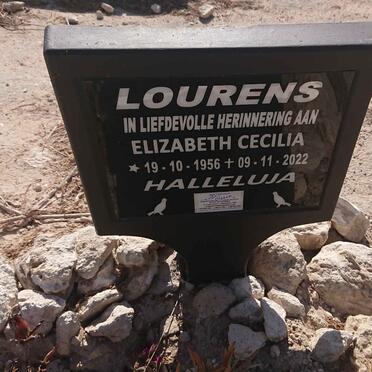 LOURENS
IN LIEFDEVOLLE HERINNERING AAN
ELIZABETH CECILIA
★ 19-10-1956 ✝ 09-11-2022
HALLELUJA